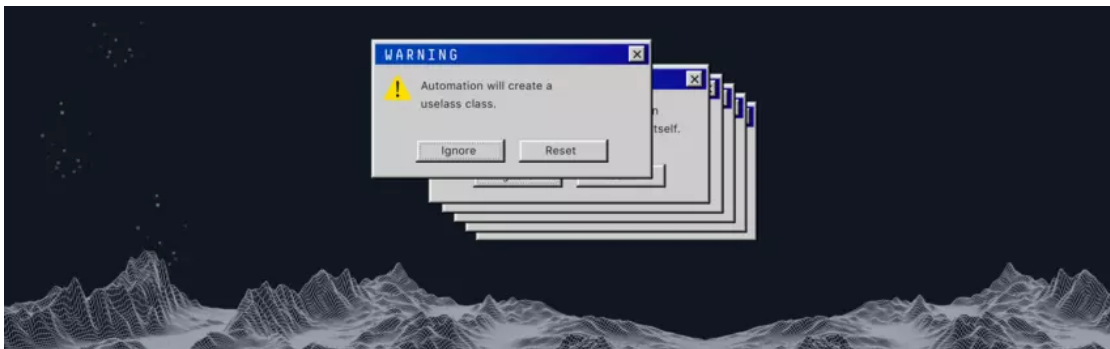 WARNING
Automation will create a
uselass class.
Ignore
Reset
tself.